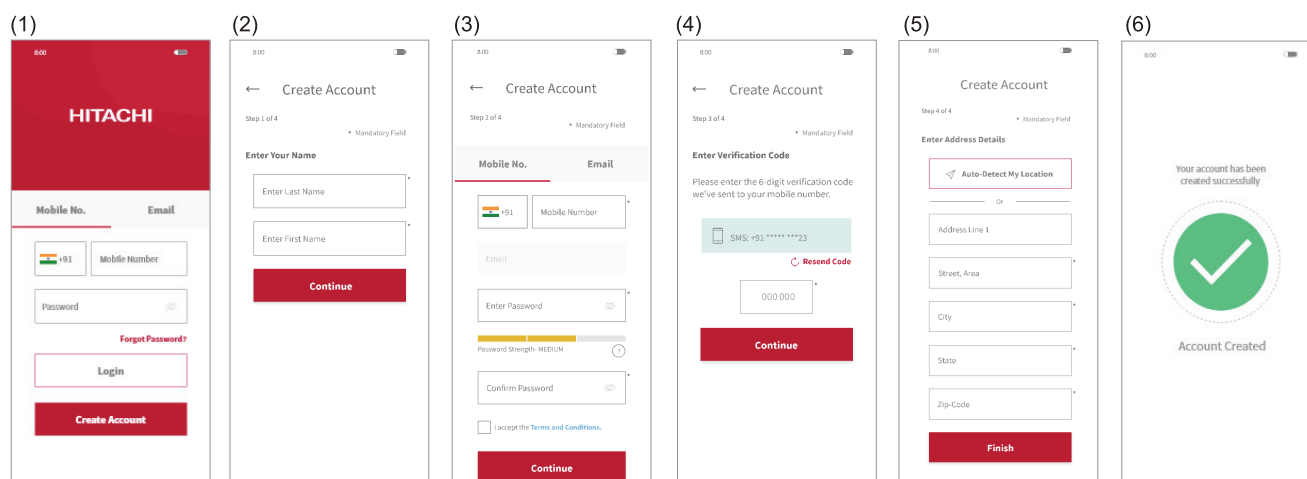 (1)
8:00
HITACHI
Mobile No.
Email
+91
Mobile Number
Password
Forgot Password?
Login
Create Account
(2)
8:00
← Create Account
Step 1 of 4
* Mandatory Field
Enter Your Name
Enter Last Name
*
Enter First Name
*
Continue
(3)
8:00
← Create Account
Step 2 of 4
* Mandatory Field
Mobile No.
Email
+91
Mobile Number
*
Email
Enter Password
*
Password Strength- MEDIUM
?
Confirm Password
*
I accept the Terms and Conditions.
Continue
(4)
8:00
← Create Account
Step 3 of 4
* Mandatory Field
Enter Verification Code
Please enter the 6-digit verification code
we've sent to your mobile number.
SMS: +91 ***** ***23
Resend Code
000-000
*
Continue
(5)
8:00
Create Account
Step 4 of 4
* Mandatory Field
Enter Address Details
Auto-Detect My Location
Or
Address Line 1
Street, Area
*
City
*
State
*
Zip-Code
*
Finish
(6)
8:00
Your account has been
created successfully
Account Created